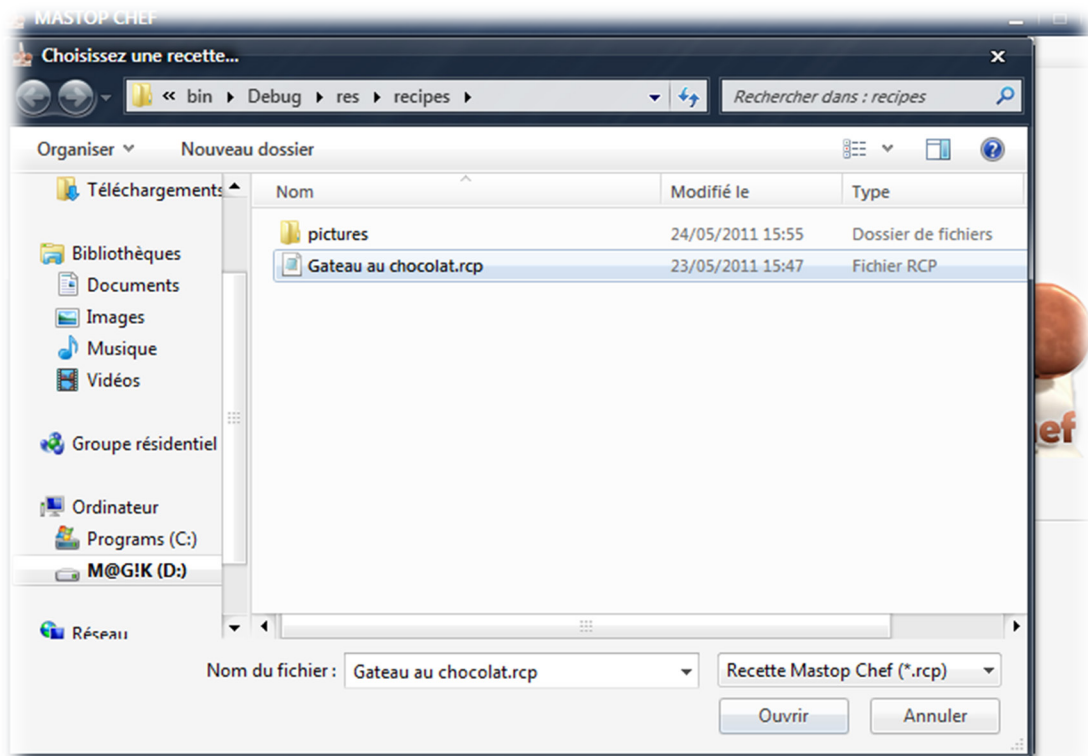 MASTOP CHEF
Choisissez une recette...
« bin Debug res recipes
Rechercher dans : recipes
Organiser
Nouveau dossier
Téléchargements
Bibliothèques
Documents
Images
Musique
Vidéos
Groupe résidentiel
Ordinateur
Programs (C:)
M@G!K (D:)
Réseau
Nom Modifié le Type
pictures 24/05/2011 15:55 Dossier de fichiers
Gateau au chocolat.rcp 23/05/2011 15:47 Fichier RCP
ef
Nom du fichier : Gateau au chocolat.rcp Recette Mastop Chef (*.rcp)
Ouvrir Annuler